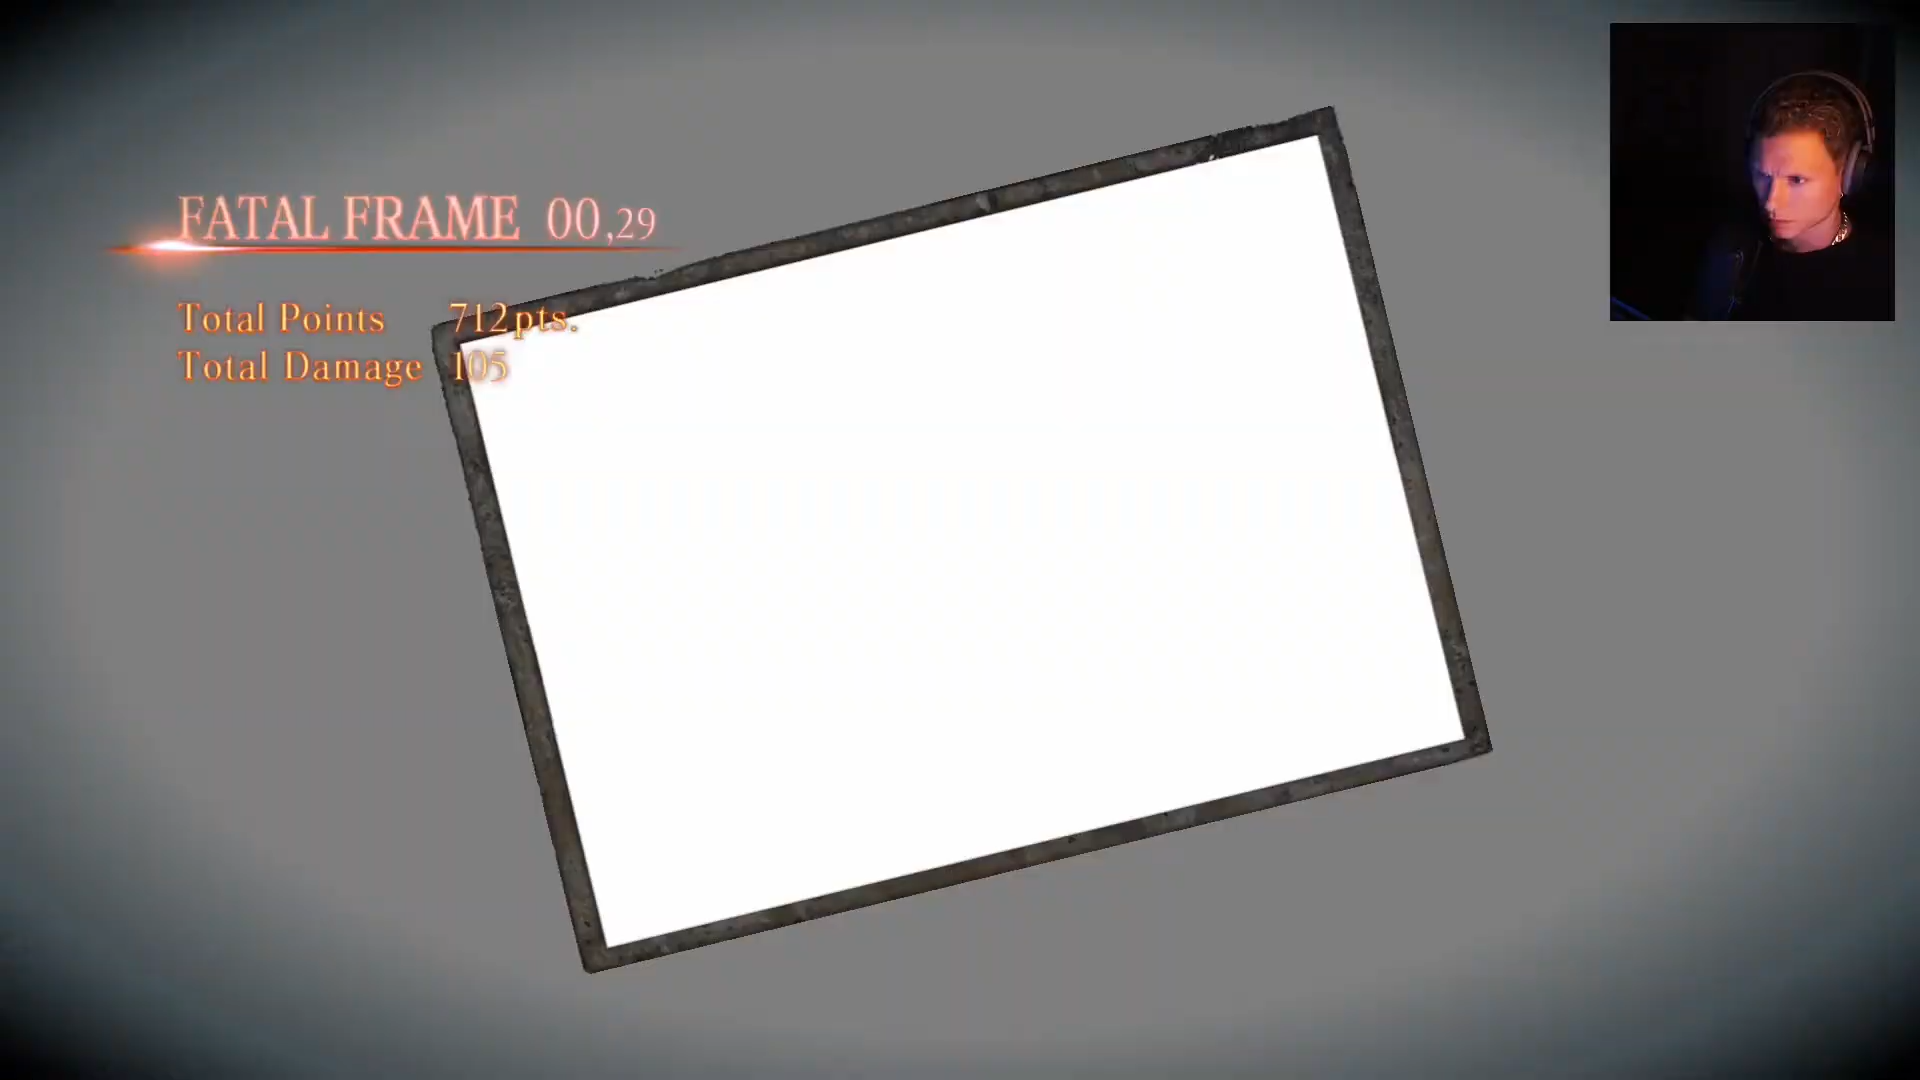 FATAL FRAME 00,29
Total Points 712pts.
Total Damage 105